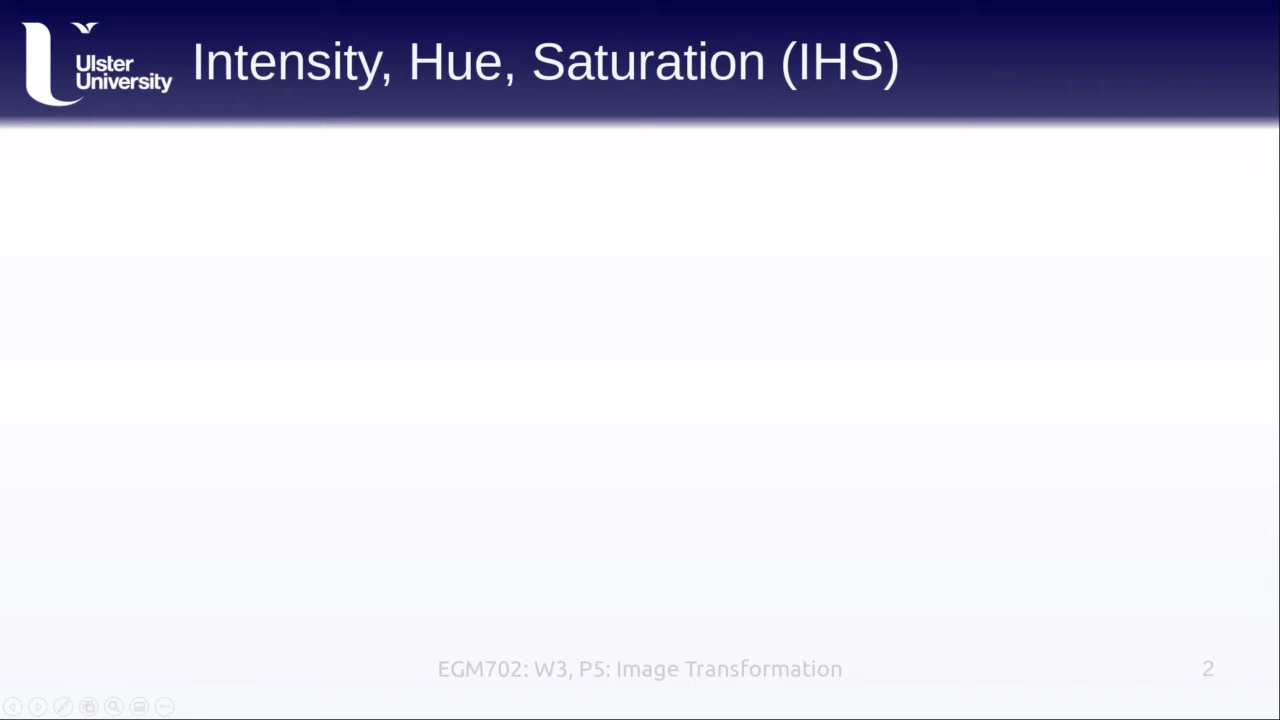 Ulster
University
Intensity, Hue, Saturation (IHS)
EGM702: W3, P5: Image Transformation
2